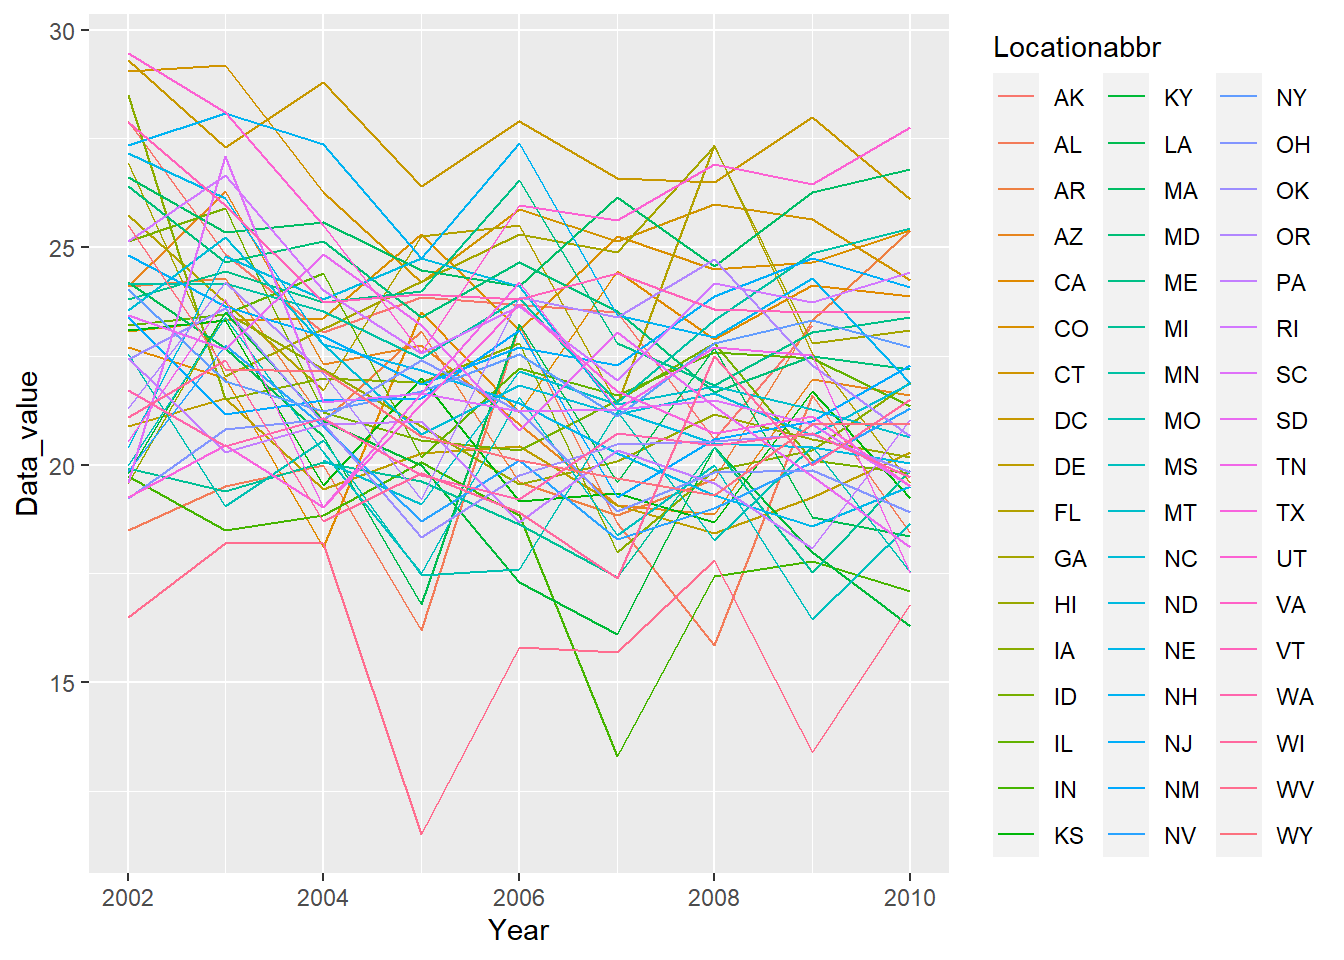 30
25
20
15
Data_value
2002 2004 2006 2008 2010
Year
Locationabbr
AK KY NY
AL LA OH
AR MA OK
AZ MD OR
CA ME PA
CO MI RI
CT MN SC
DC MO SD
DE MS TN
FL MT TX
GA NC UT
HI ND VA
IA NE VT
ID NH WA
IL NJ WI
IN NM WV
KS NV WY